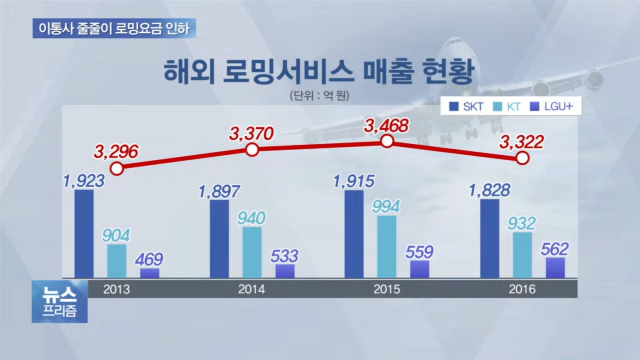 이통사 줄줄이 로밍요금 인하
해외 로밍서비스 매출 현황
(단위 : 억 원)
SKT KT LGU+
3,296 3,370 3,468 3,322
1,923 904 469 1,897 940 533 1,915 994 559 1,828 932 562
2013 2014 2015 2016
뉴스
프리즘